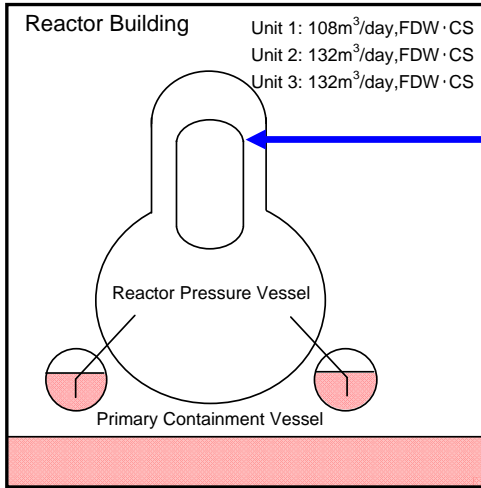 Reactor Building
Unit 1: 108m³/day,FDW･CS
Unit 2: 132m³/day,FDW･CS
Unit 3: 132m³/day,FDW･CS
Reactor Pressure Vessel
Primary Containment Vessel